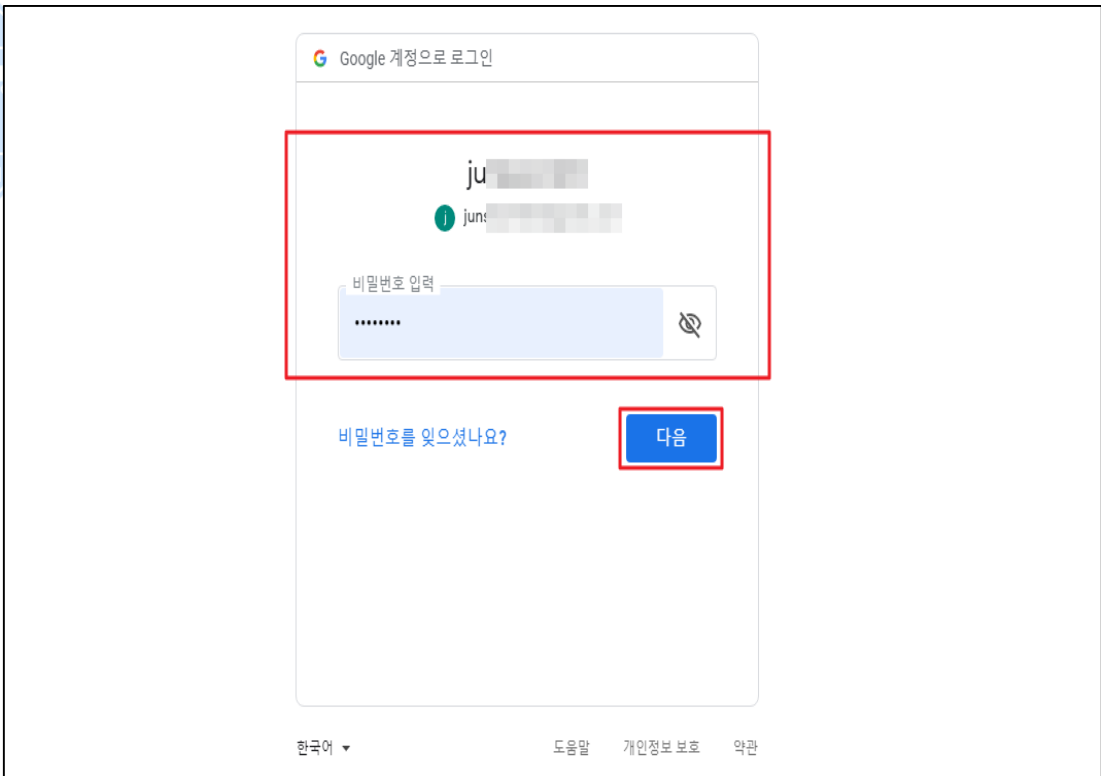 Google 계정으로 로그인
비밀번호 입력
••••••••
비밀번호를 잊으셨나요?
다음
한국어
도움말 개인정보 보호 약관